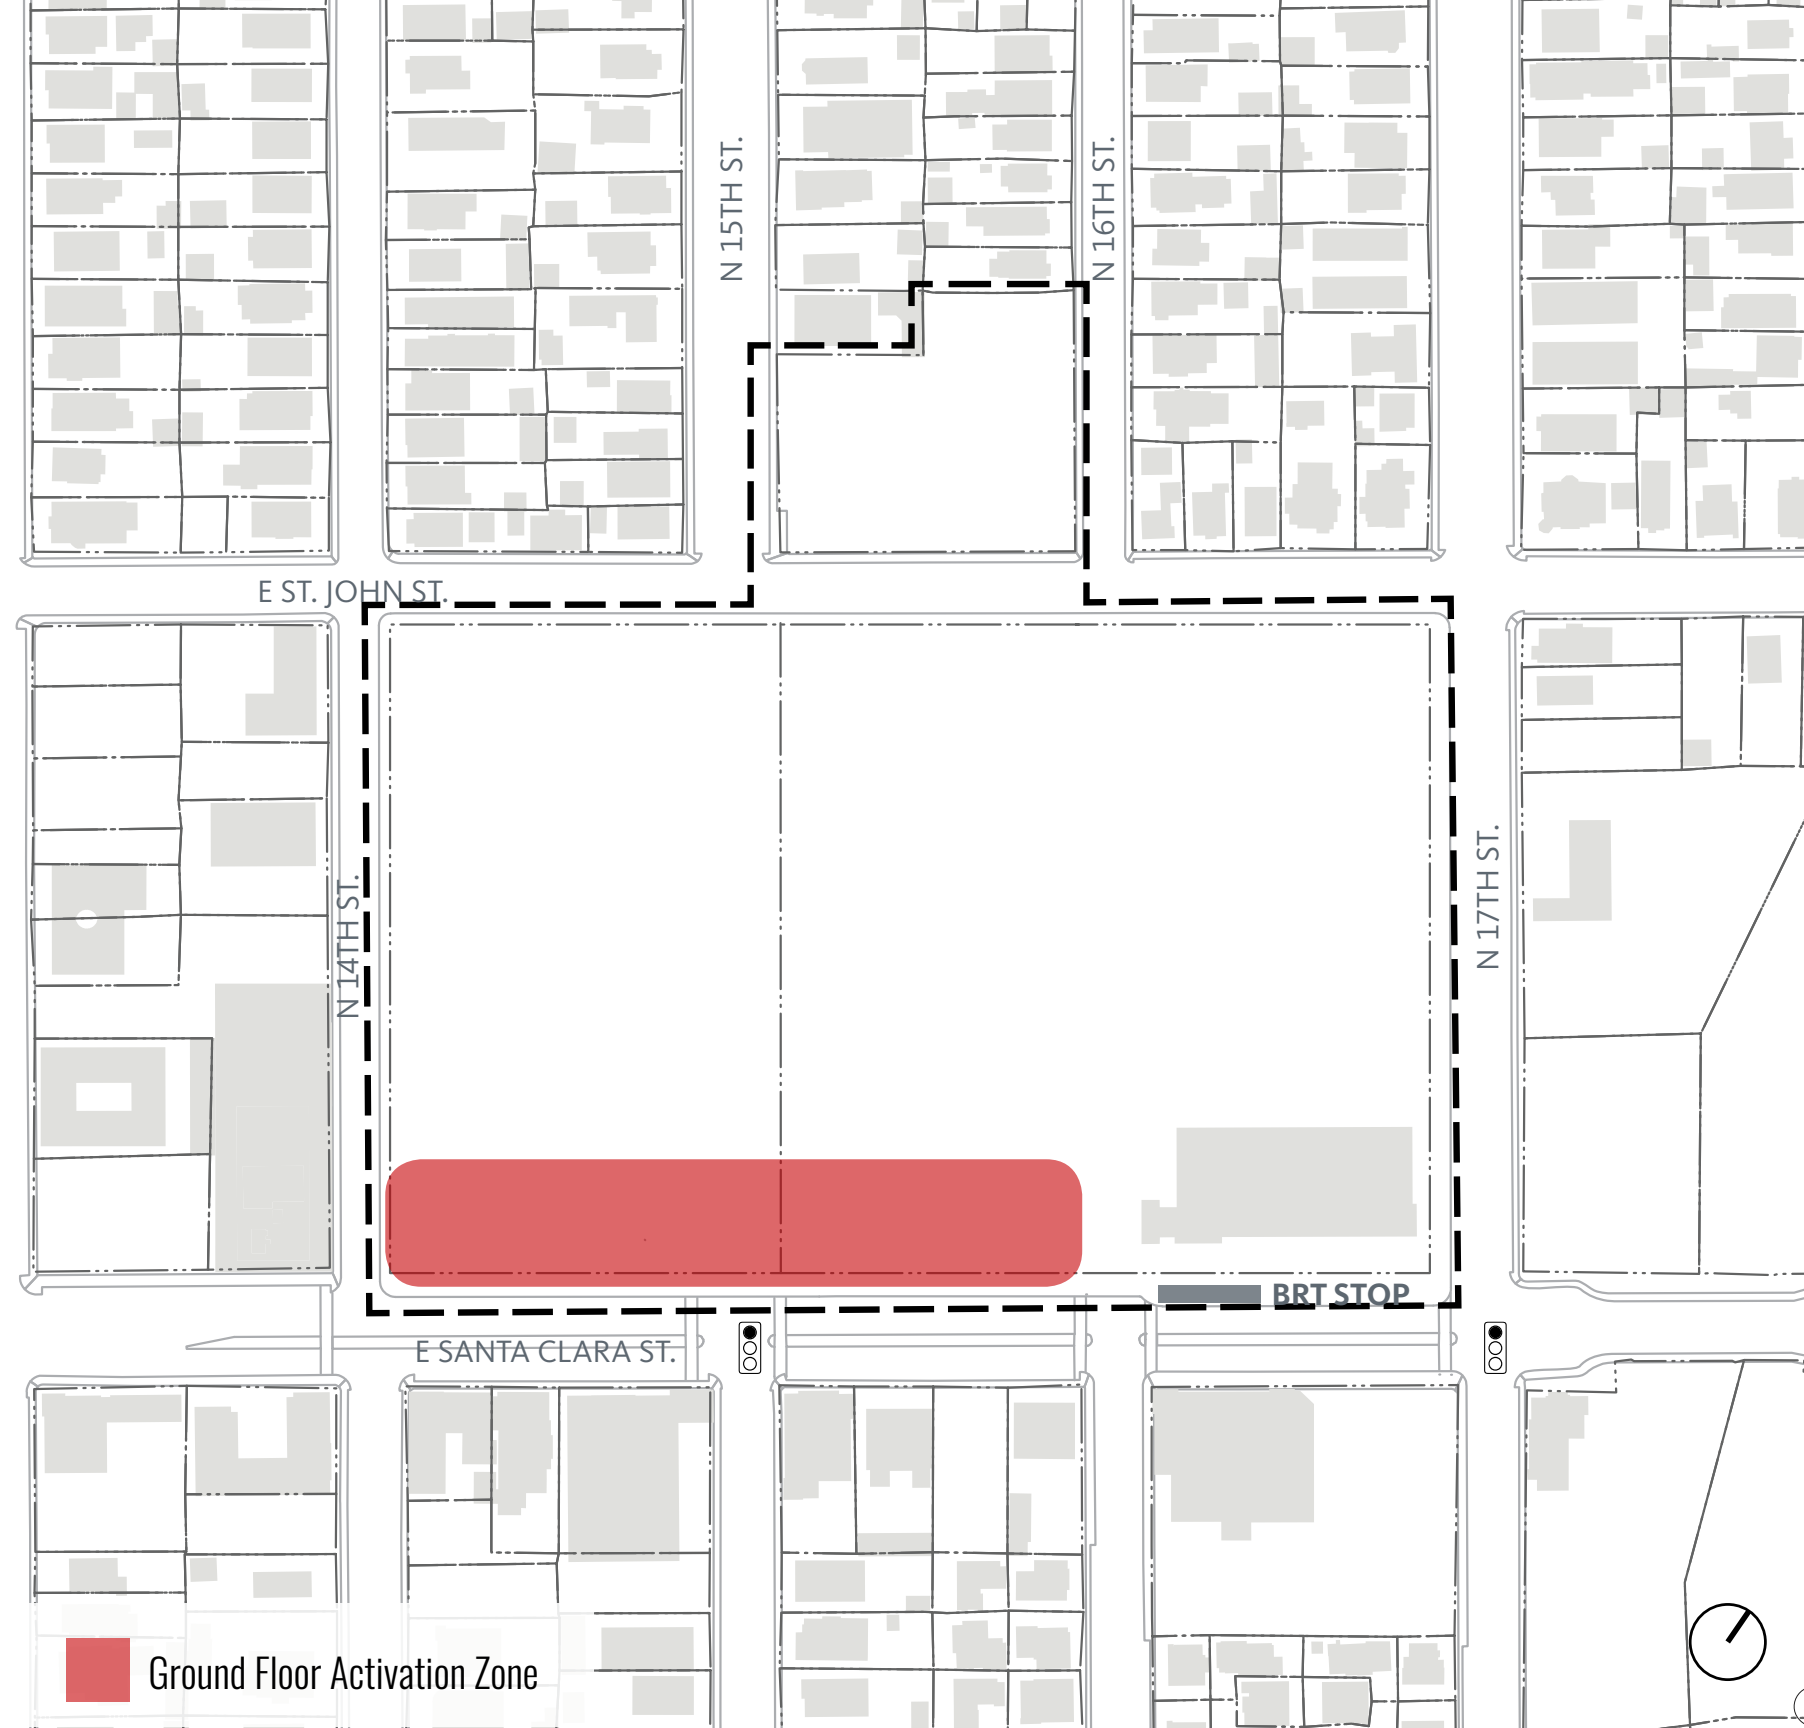 N 15TH ST.
N 16TH ST.
E ST. JOHN ST.
N 14TH ST.
N 17TH ST.
BRT STOP
E SANTA CLARA ST.
Ground Floor Activation Zone